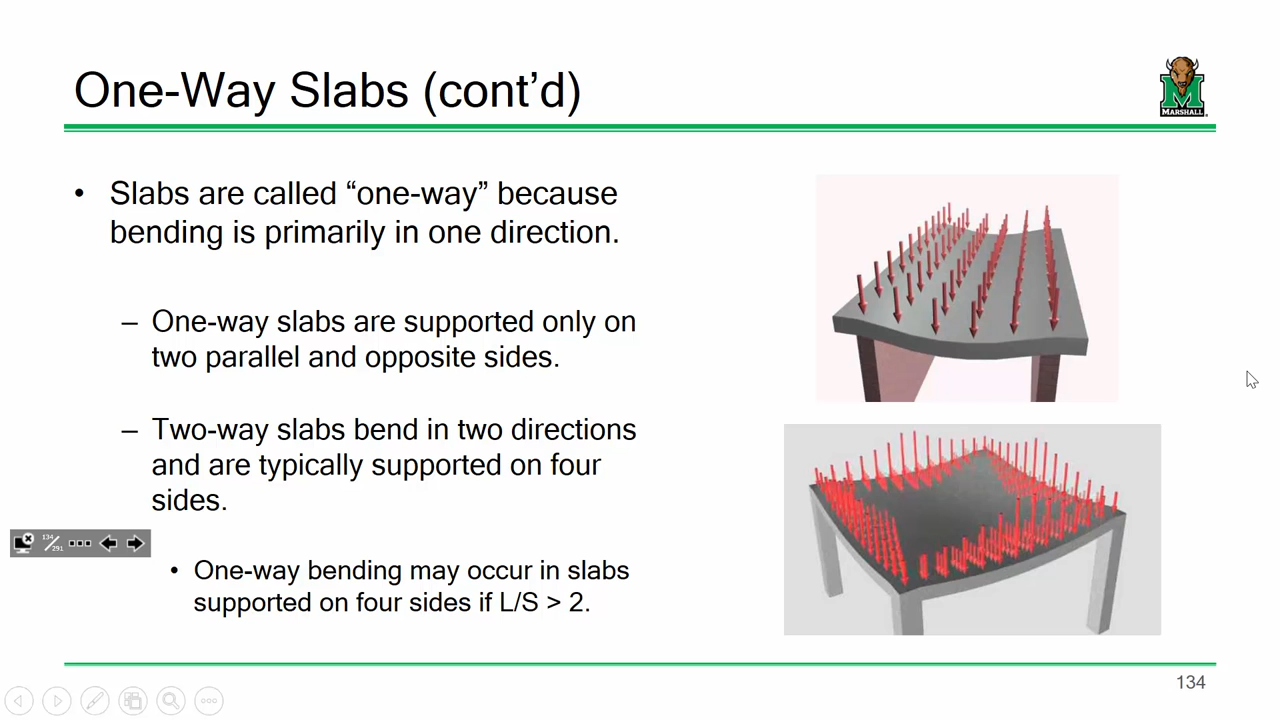 One-Way Slabs (cont’d)
MARSHALL
• Slabs are called “one-way” because
bending is primarily in one direction.
– One-way slabs are supported only on
two parallel and opposite sides.
– Two-way slabs bend in two directions
and are typically supported on four
sides.
134/291
• One-way bending may occur in slabs
supported on four sides if L/S > 2.
134